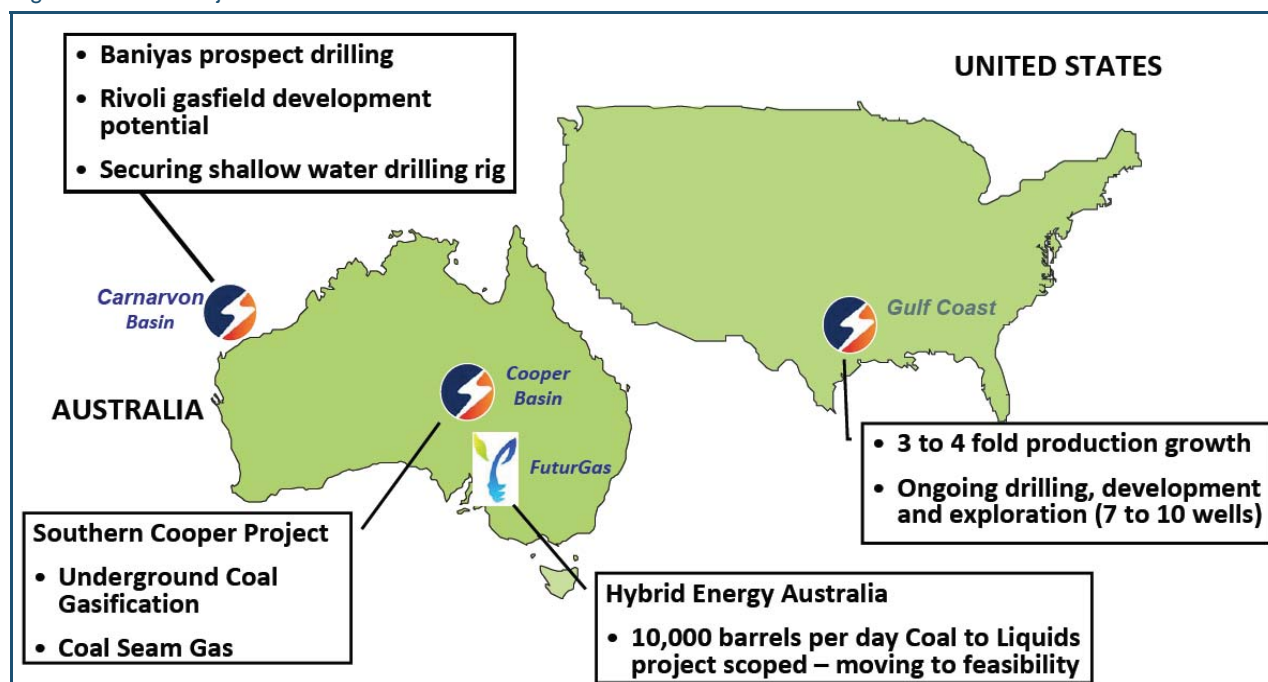 • Baniyas prospect drilling
• Rivoli gasfield development
potential
• Securing shallow water drilling rig
UNITED STATES
Carnarvon
Basin
Gulf Coast
Cooper
Basin
AUSTRALIA
FuturGas
• 3 to 4 fold production growth
• Ongoing drilling, development
and exploration (7 to 10 wells)
Southern Cooper Project
• Underground Coal
Gasification
• Coal Seam Gas
Hybrid Energy Australia
• 10,000 barrels per day Coal to Liquids
project scoped – moving to feasibility